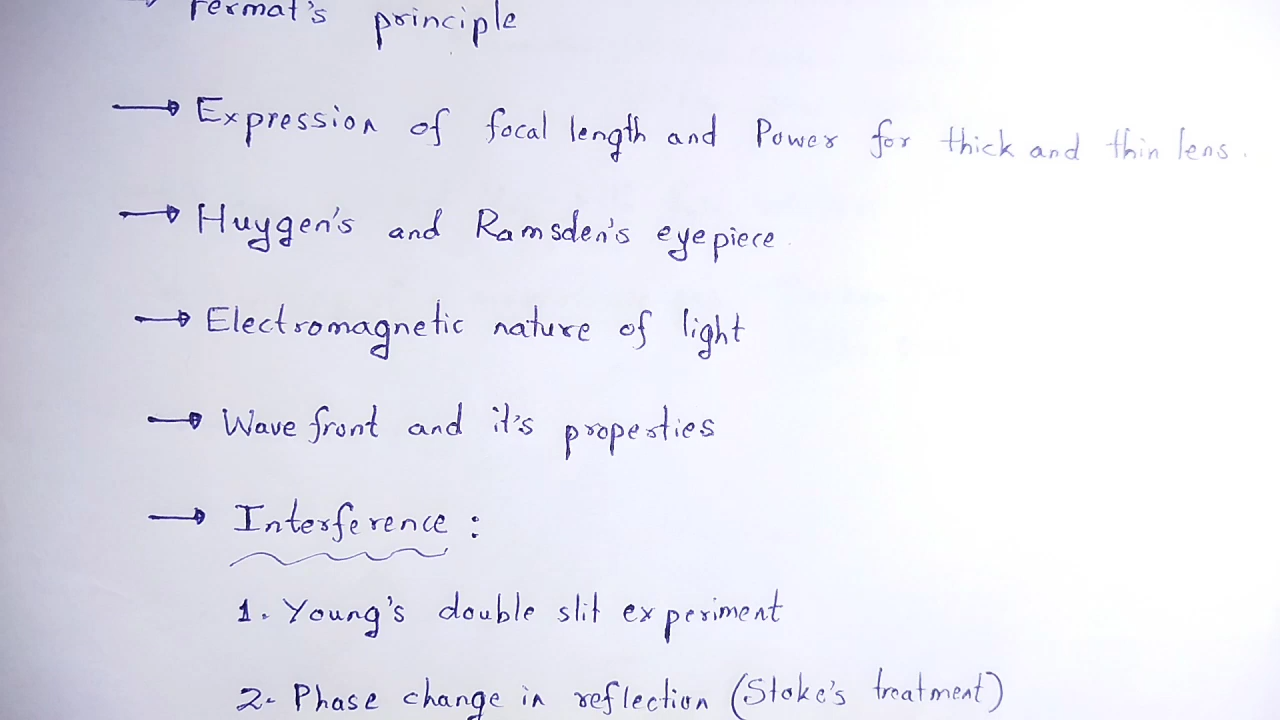 → Fermat's principle
→ Expression of focal length and Power for thick and thin lens.
→ Huygen's and Ramsden's eyepiece
→ Electromagnetic nature of light
→ Wave front and it's properties
→ Interference :
1. Young's double slit experiment
2- Phase change in reflection (Stoke's treatment)